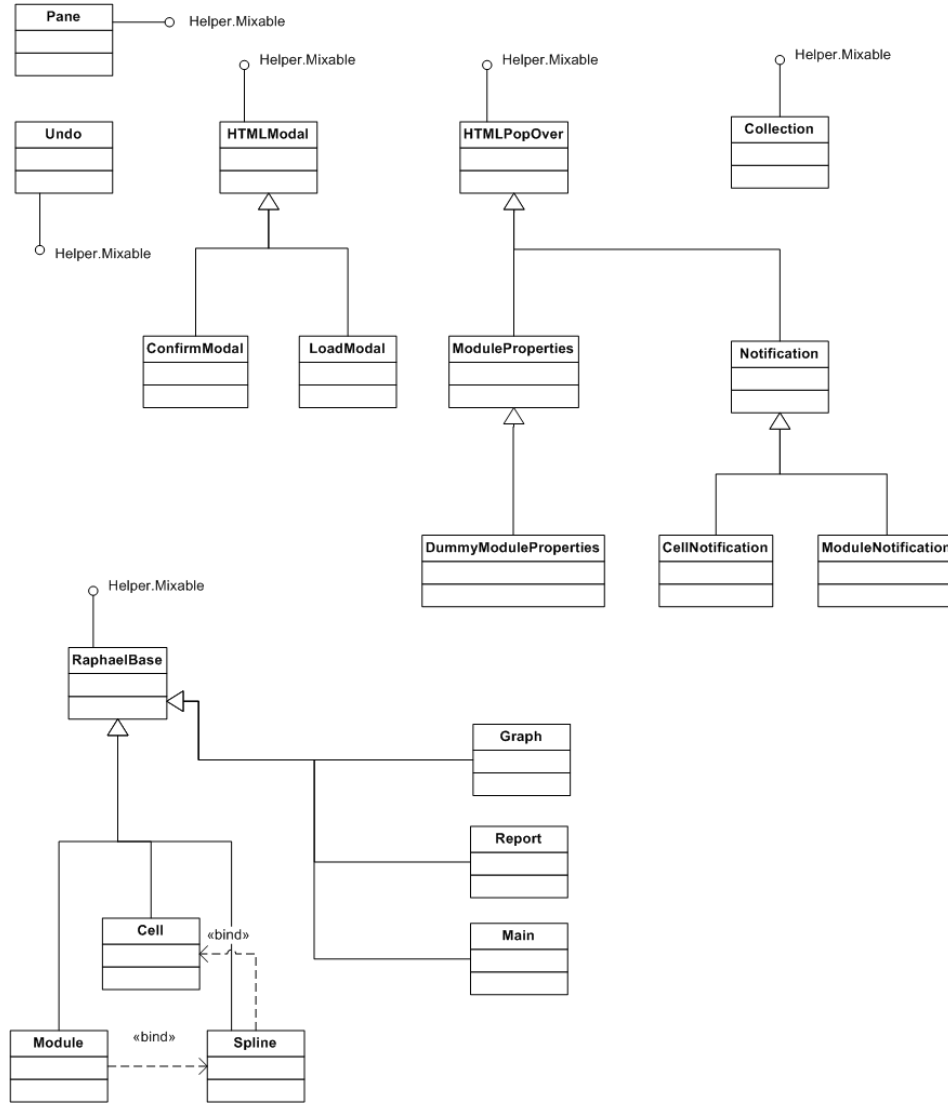 Pane
Helper.Mixable
Helper.Mixable
Helper.Mixable
Helper.Mixable
Undo
HTMLModal
HTMLPopOver
Collection
Helper.Mixable
ConfirmModal
LoadModal
ModuleProperties
Notification
DummyModuleProperties
CellNotification
ModuleNotification
Helper.Mixable
RaphaelBase
Graph
Report
Cell
«bind»
Main
Module
«bind»
Spline